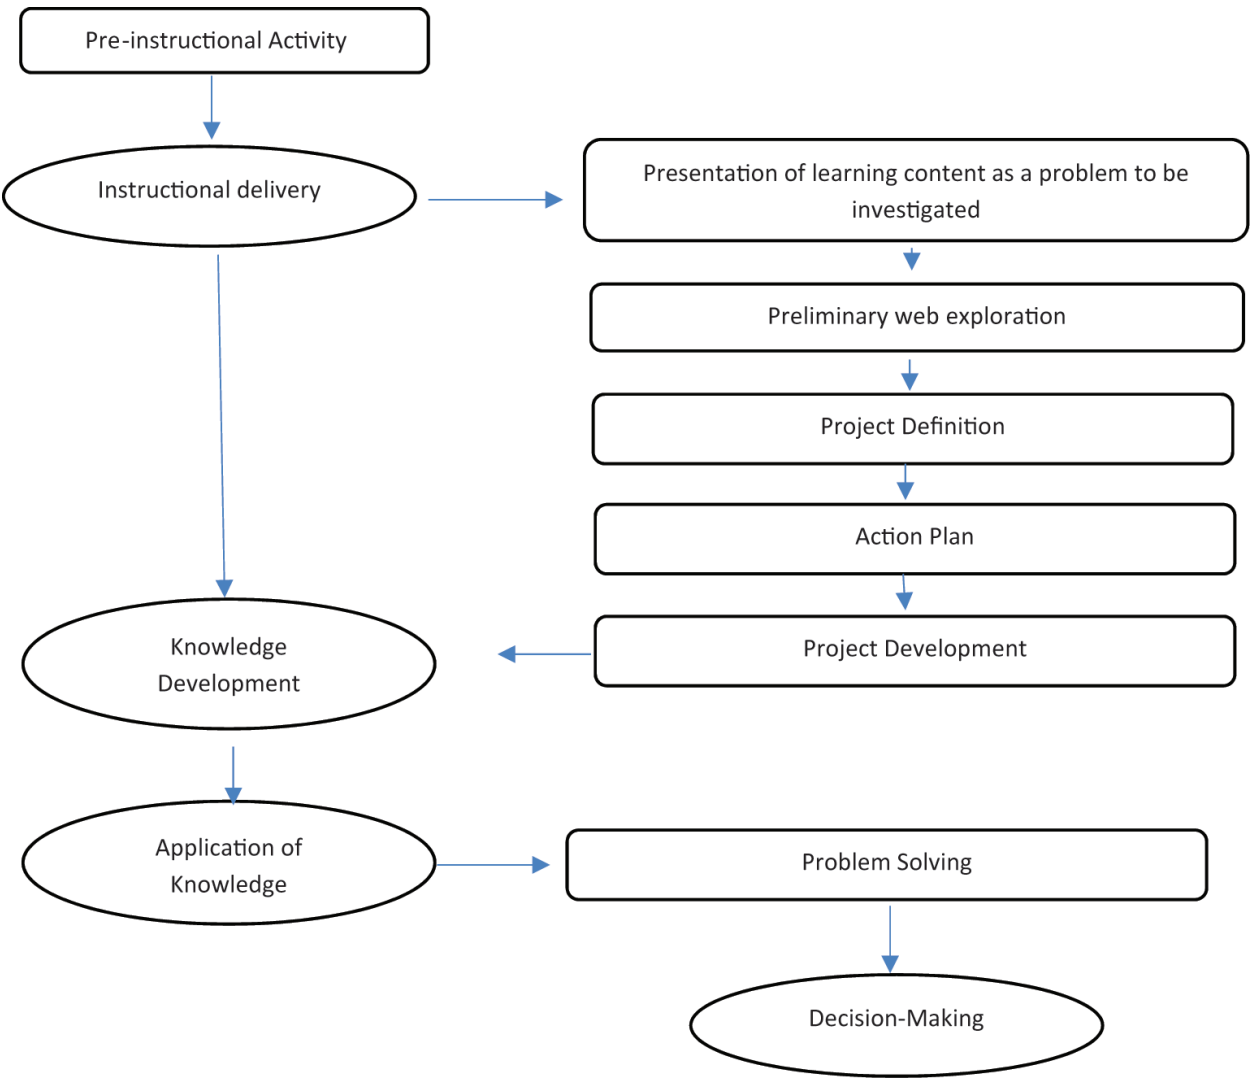 Pre-instructional Activity
Instructional delivery
Presentation of learning content as a problem to be
investigated
Preliminary web exploration
Project Definition
Action Plan
Project Development
Knowledge
Development
Application of
Knowledge
Problem Solving
Decision-Making